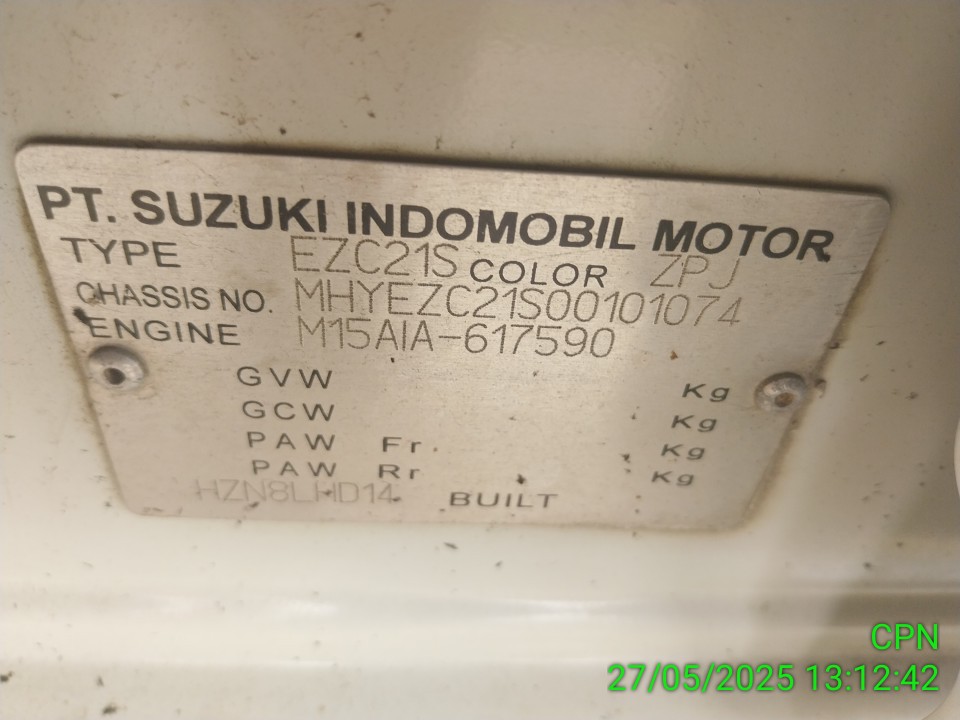 PT. SUZUKI INDOMOBIL MOTOR
TYPE EZC21S COLOR ZPJ
CHASSIS NO. MHYEZC21S00101074
ENGINE M15AIA-617590
GVW Kg
GCW Kg
PAW Fr. Kg
PAW Rr Kg
HZN8LHD14 BUILT
CPN
27/05/2025 13:12:42